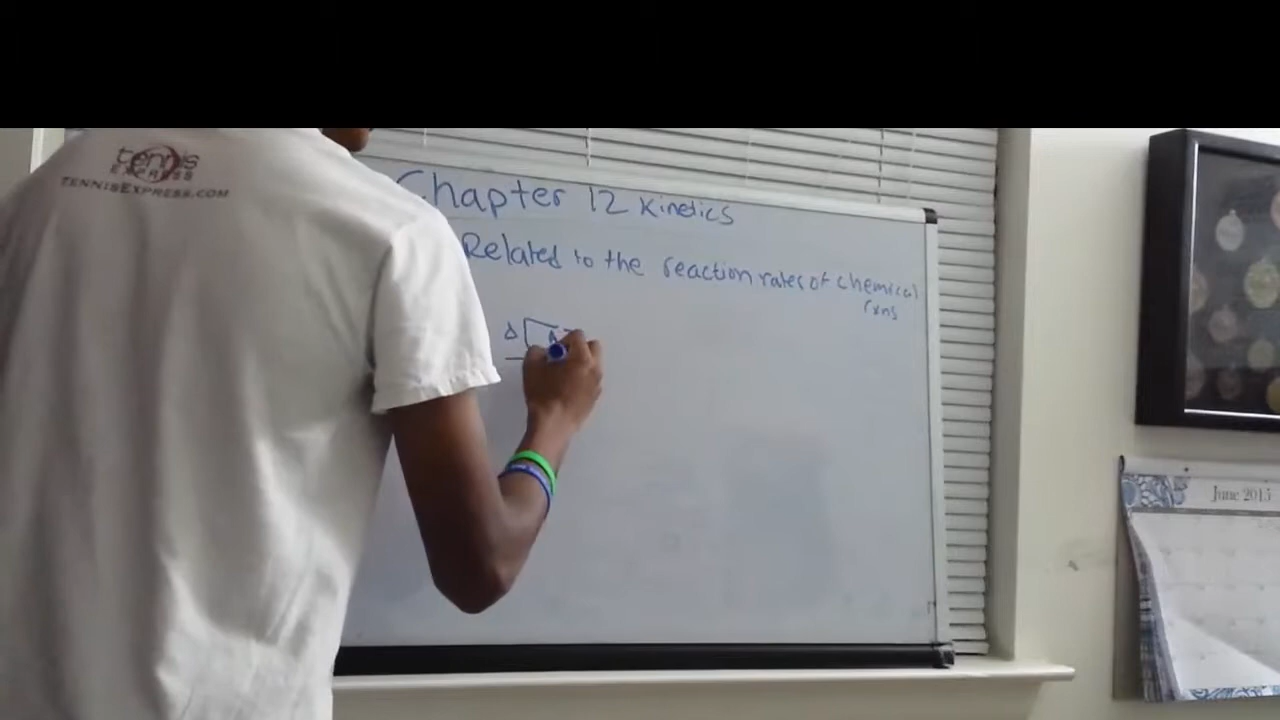 tennis
EXPRESS
TENNISEXPRESS.COM
Chapter 12 Kinetics
Related to the reaction rates of chemical
rxns
Δ[A
June 2015